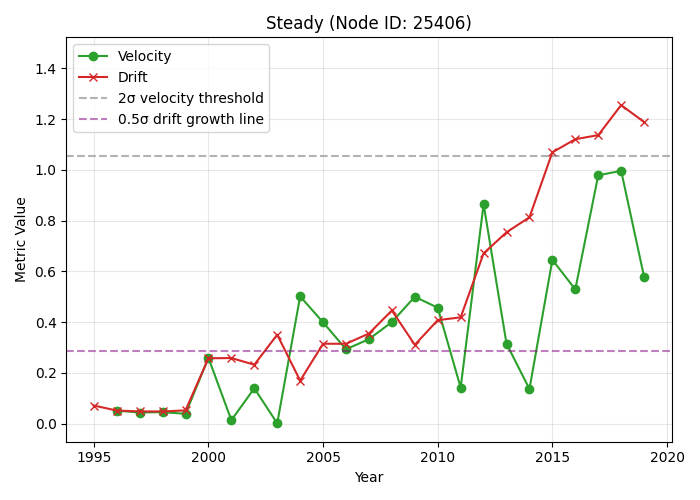 Steady (Node ID: 25406)
Velocity
Drift
2σ velocity threshold
0.5σ drift growth line
Metric Value
1.4
1.2
1.0
0.8
0.6
0.4
0.2
0.0
1995 2000 2005 2010 2015 2020
Year